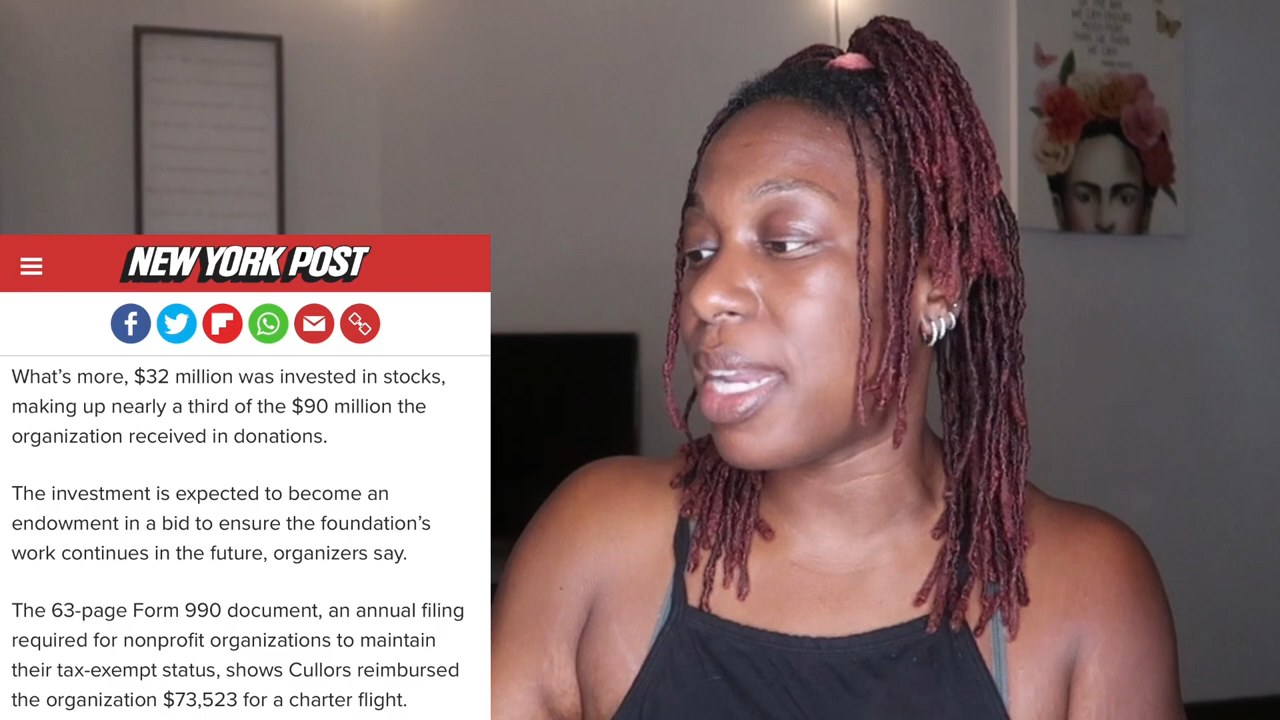 NEW YORK POST
What's more, $32 million was invested in stocks,
making up nearly a third of the $90 million the
organization received in donations.
The investment is expected to become an
endowment in a bid to ensure the foundation's
work continues in the future, organizers say.
The 63-page Form 990 document, an annual filing
required for nonprofit organizations to maintain
their tax-exempt status, shows Cullors reimbursed
the organization $73,523 for a charter flight.